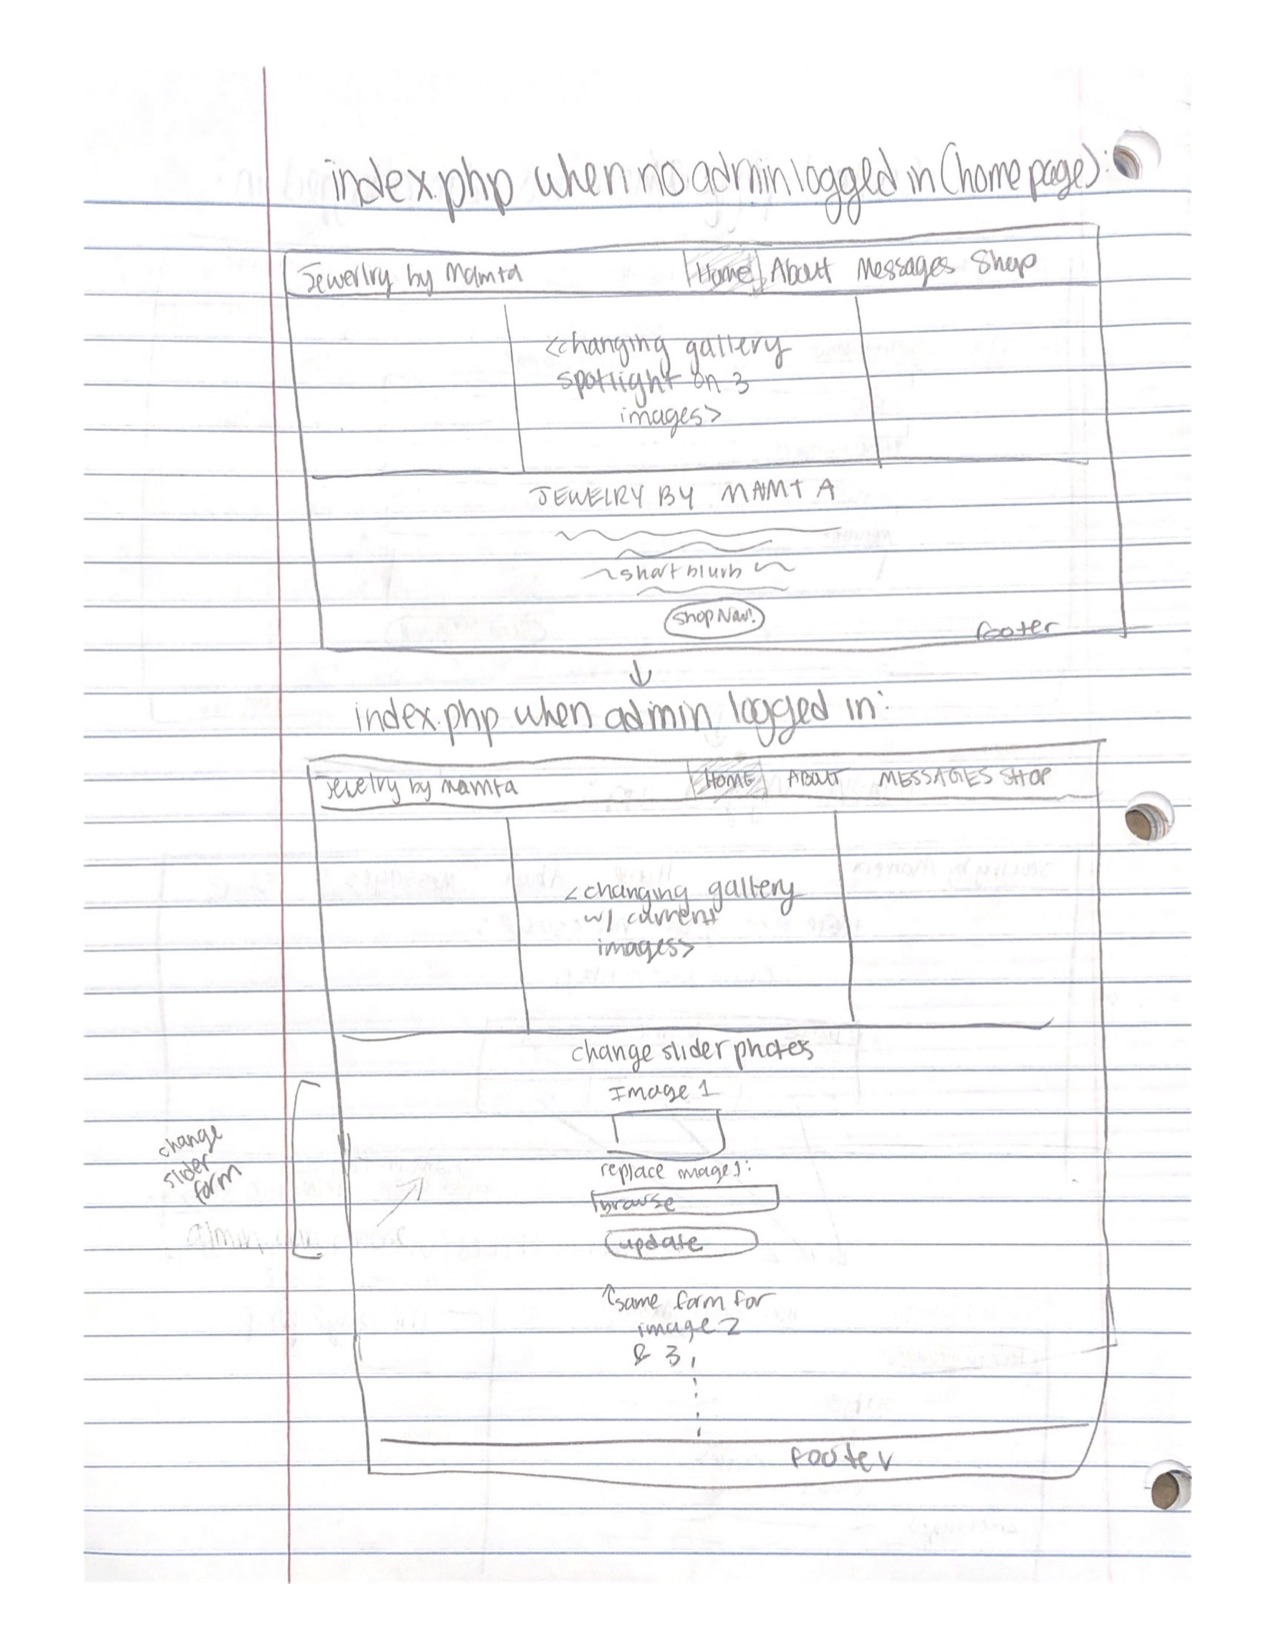 index.php when no admin logged in (home page):
Jewerlry by Mamta Home About Messages Shop
<changing gallery
spotlight on 3
images>
JEWELRY BY MAMTA
short blurb
Shop Now!
footer
index.php when admin logged in:
Jewelry by mamta HOME ABOUT MESSAGES SHOP
<changing gallery
w/ current
images>
change slider photos
Image 1
replace image 1:
browse
update
change
slider
form
↑same form for
image 2
& 3
footer